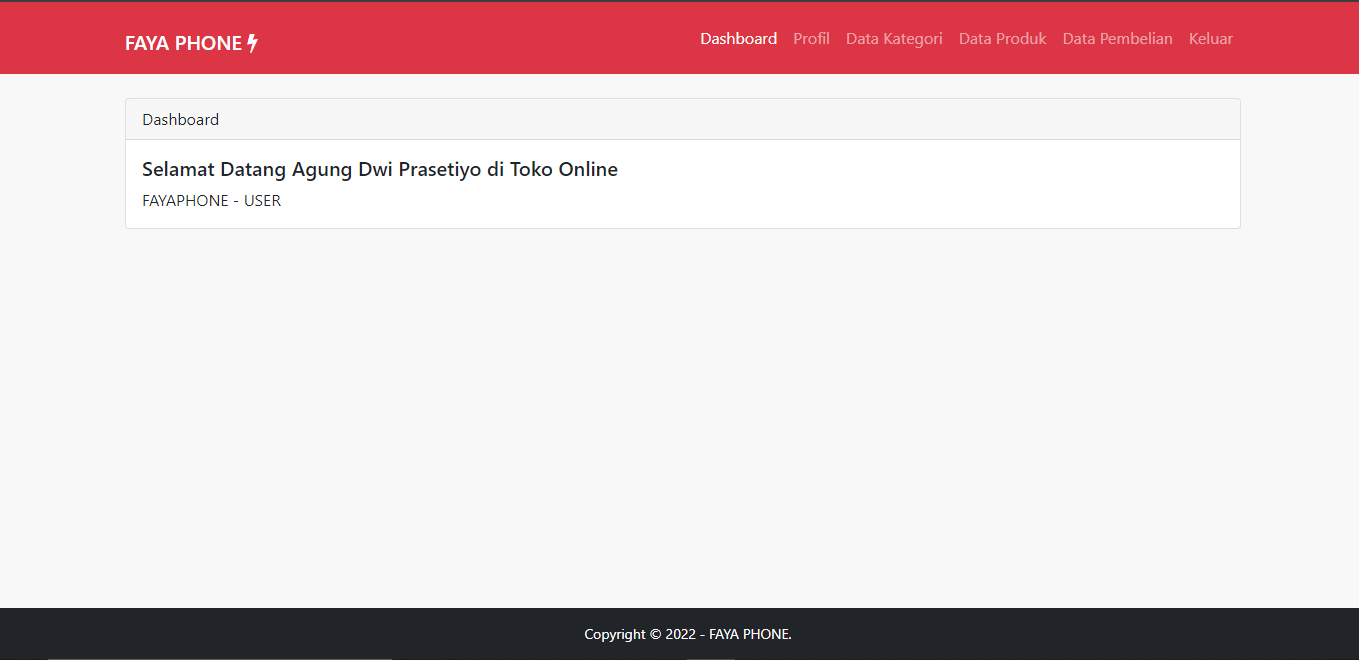 FAYA PHONE
Dashboard Profil Data Kategori Data Produk Data Pembelian Keluar
Dashboard
Selamat Datang Agung Dwi Prasetiyo di Toko Online
FAYAPHONE - USER
Copyright © 2022 - FAYA PHONE.